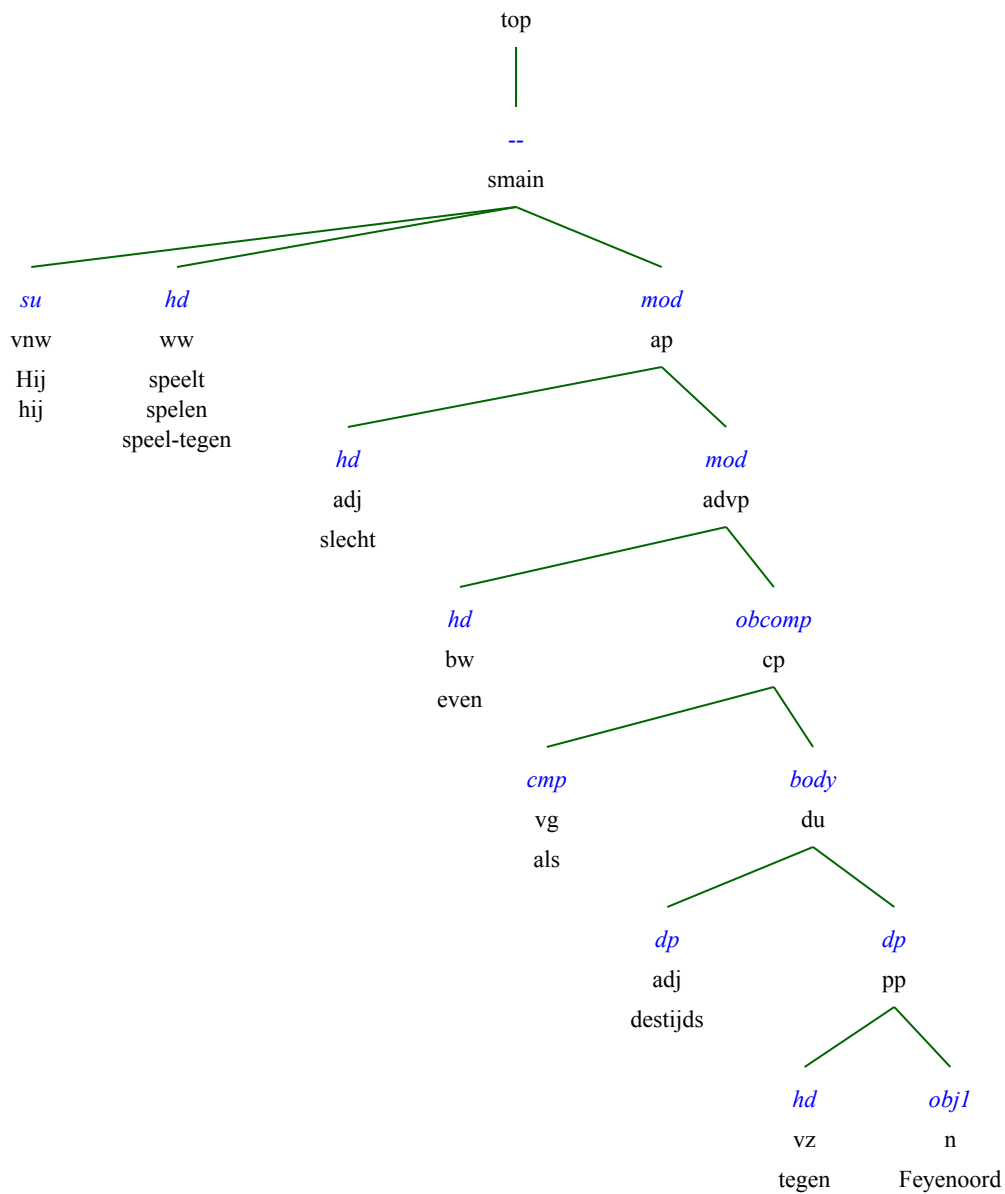 top
--
smain
su hd mod
vnw ww ap
Hij speelt
hij spelen
speel-tegen
hd mod
adj advp
slecht
hd obcomp
bw cp
even
cmp body
vg du
als
dp dp
adj pp
destijds
hd obj1
vz n
tegen Feyenoord